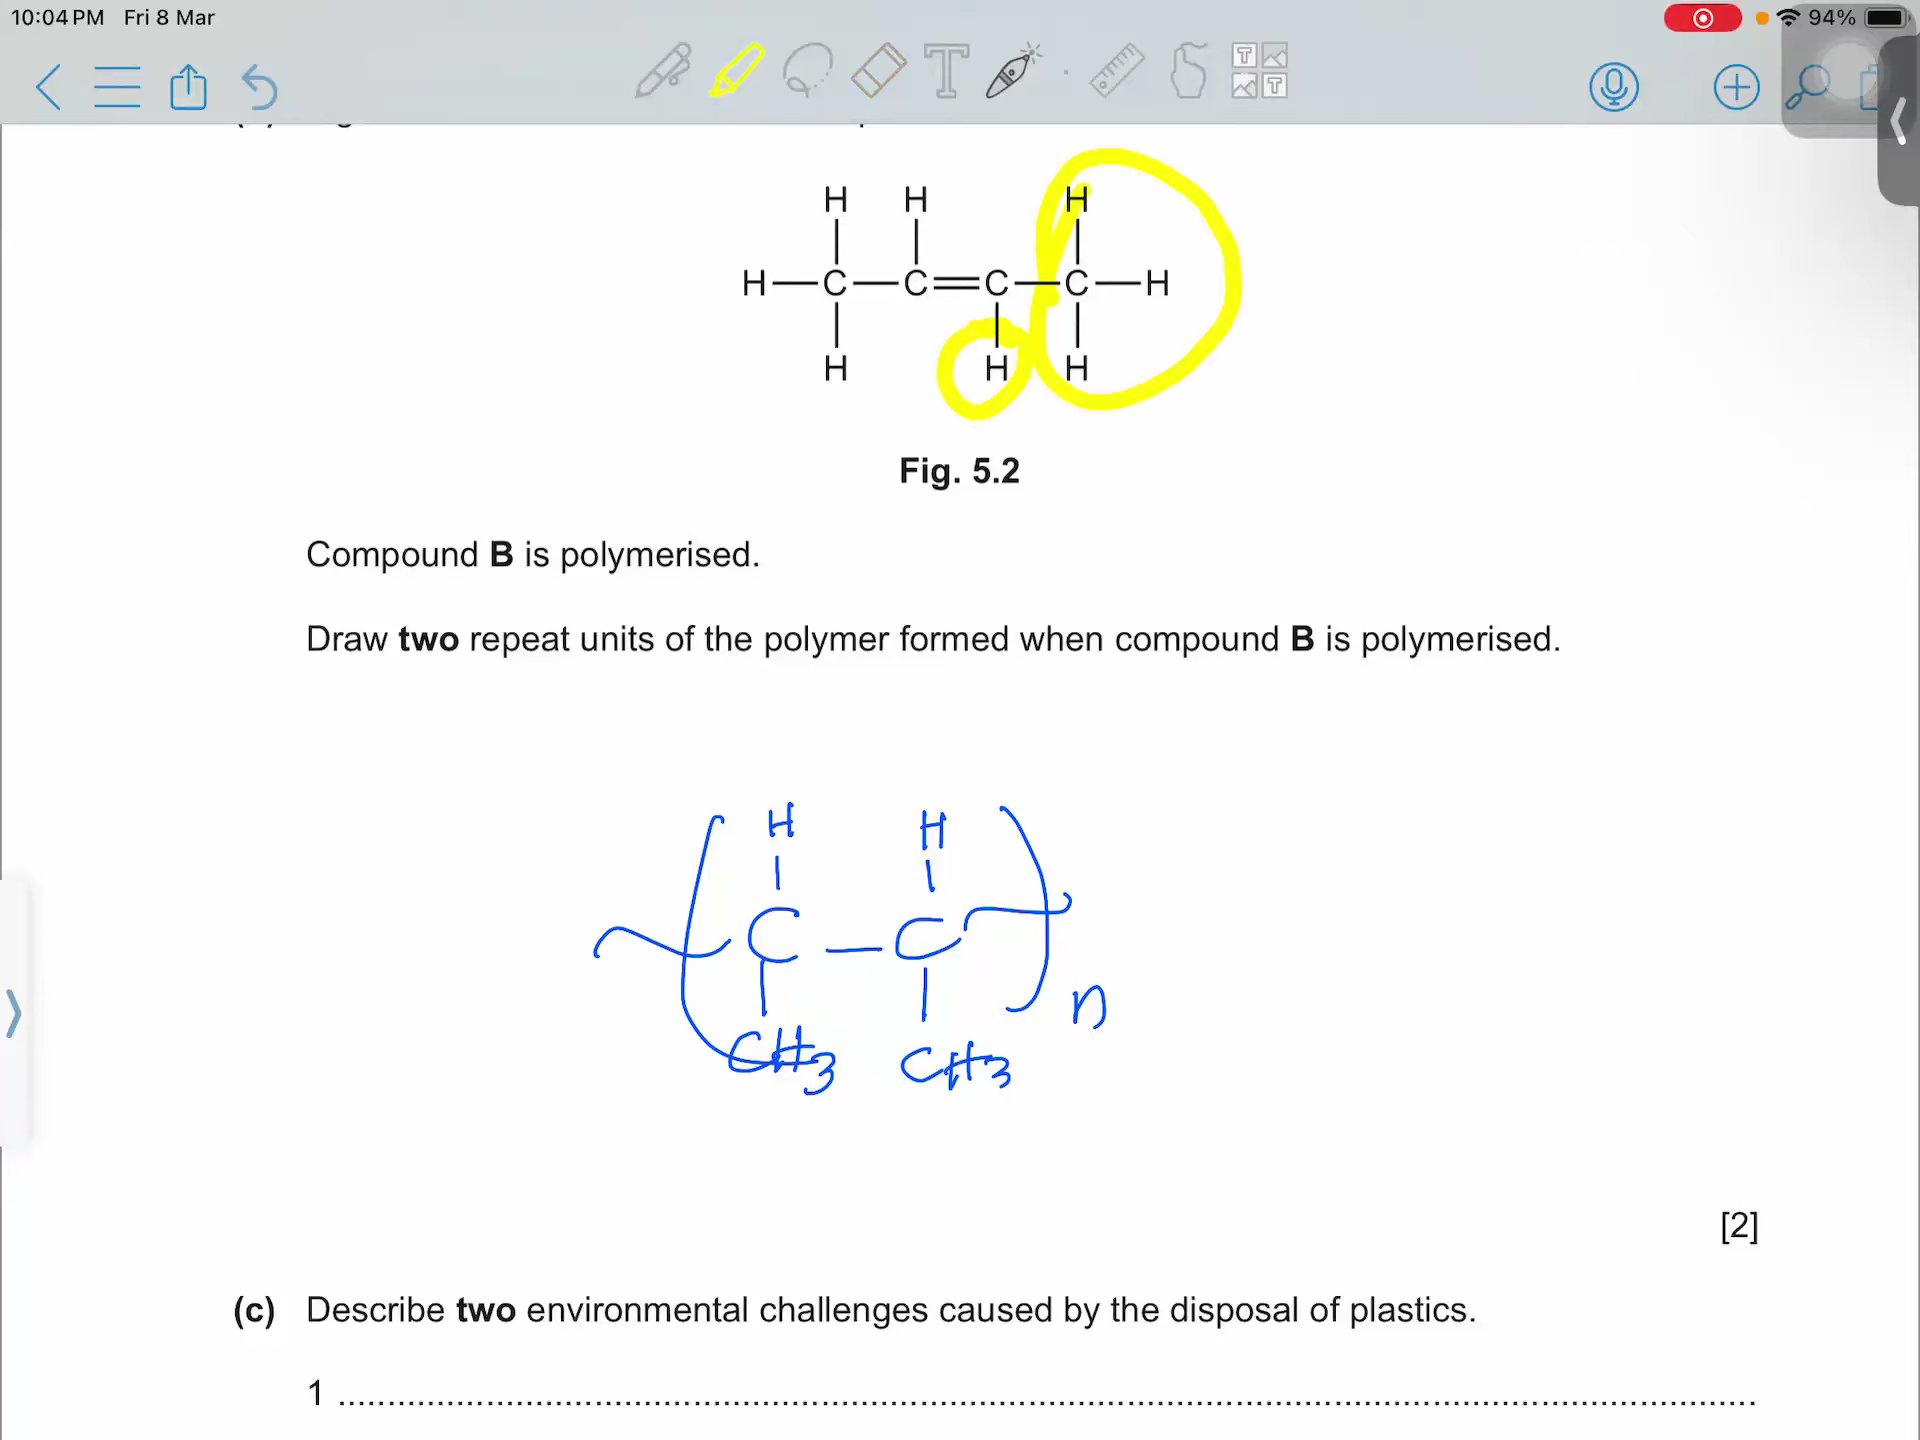 10:04 PM Fri 8 Mar
94%
H H H
H C C C C H
H H H
Fig. 5.2
Compound B is polymerised.
Draw two repeat units of the polymer formed when compound B is polymerised.
H H
C C
n
CH3 CH3
[2]
(c) Describe two environmental challenges caused by the disposal of plastics.
1 ....................................................................................................